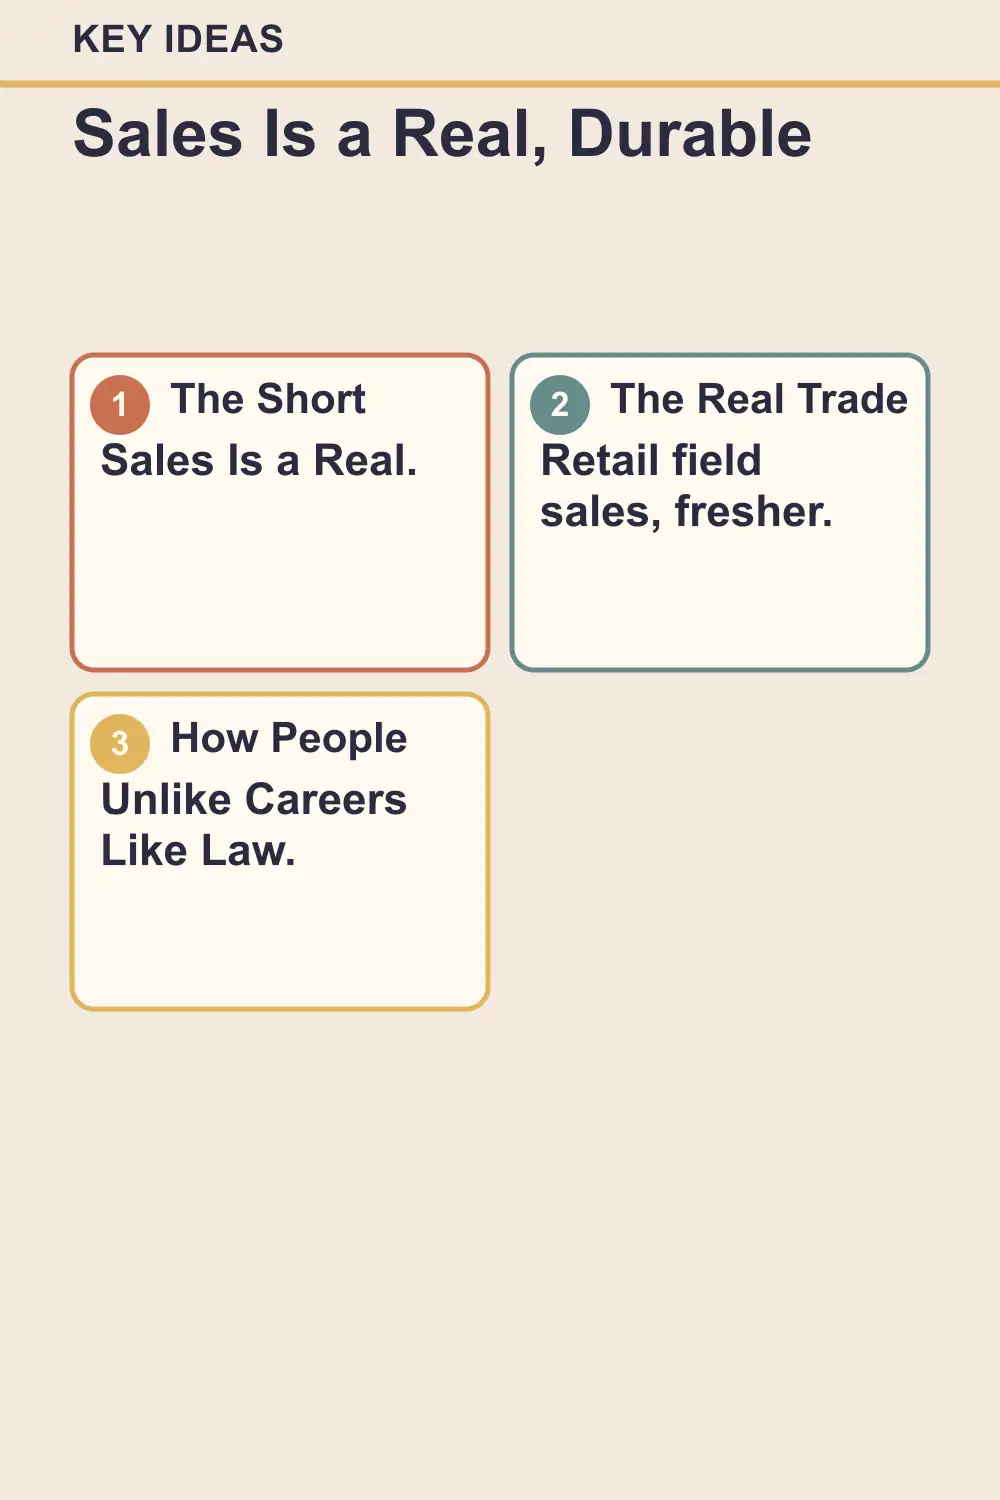 KEY IDEAS
Sales Is a Real, Durable
1 The Short
Sales Is a Real.
2 The Real Trade
Retail field
sales, fresher.
3 How People
Unlike Careers
Like Law.